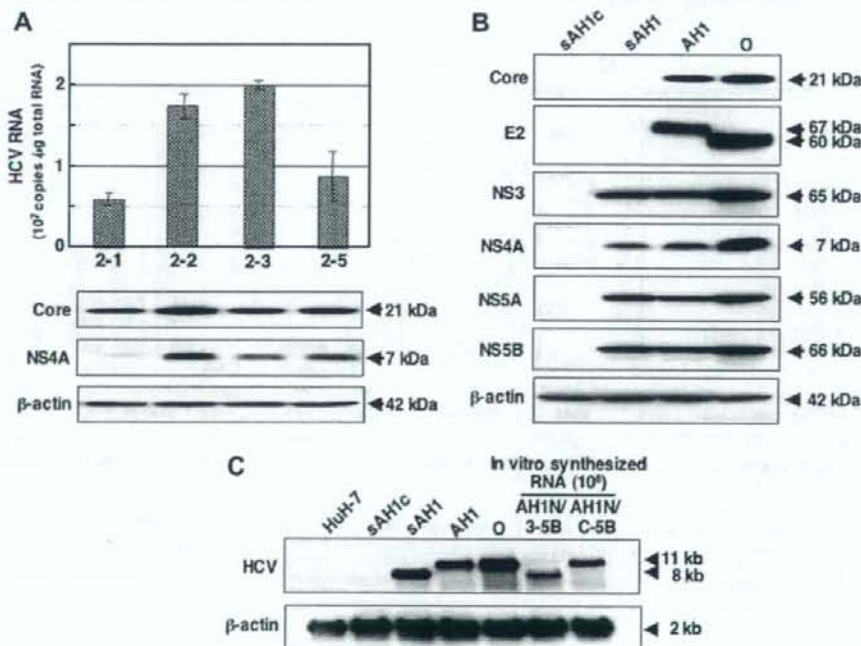 A
HCV RNA
(10⁷ copies /µg total RNA)
2
1
0
2-1 2-2 2-3 2-5
Core 21 kDa
NS4A 7 kDa
β-actin 42 kDa
B
sAH1c sAH1 AH1 O
Core 21 kDa
E2 67 kDa
60 kDa
NS3 65 kDa
NS4A 7 kDa
NS5A 56 kDa
NS5B 66 kDa
β-actin 42 kDa
C
In vitro synthesized
RNA (10⁸)
HuH-7 sAH1c sAH1 AH1 O AH1N/ AH1N/
3-5B C-5B
HCV 11 kb
8 kb
β-actin 2 kb